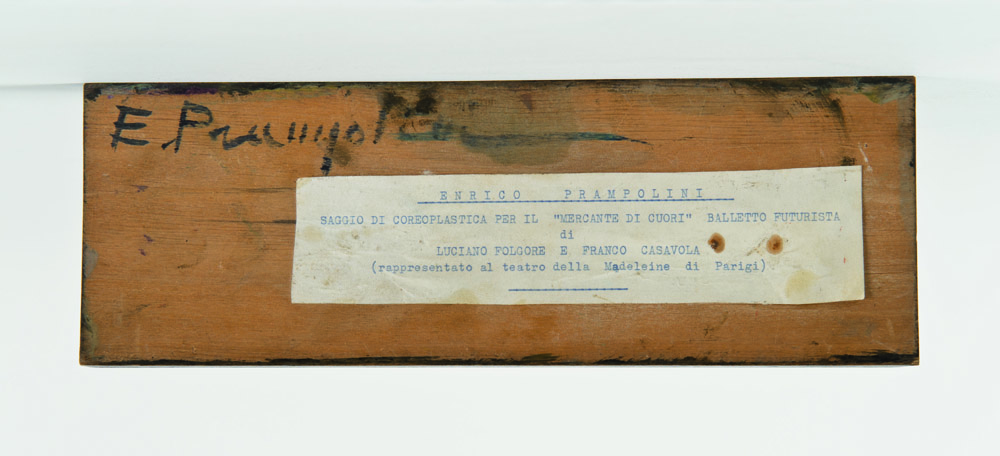 E. Prampolini
ENRICO PRAMPOLINI
SAGGIO DI COREOPLASTICA PER IL "MERCANTE DI CUORI" BALLETTO FUTURISTA
di
LUCIANO FOLGORE E FRANCO CASAVOLA
(rappresentato al teatro della Madeleine di Parigi)